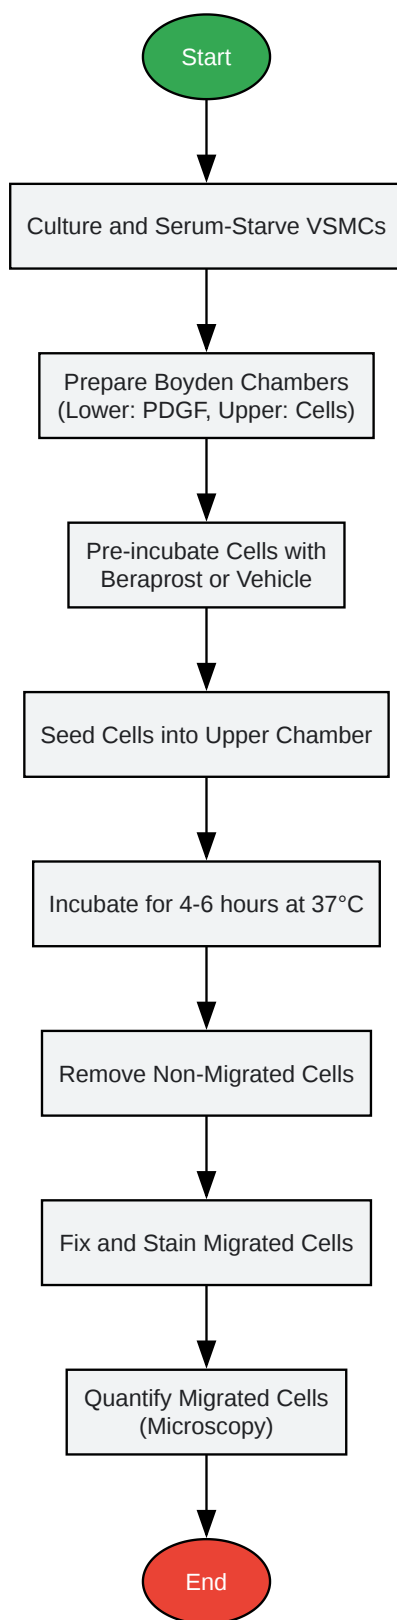 Start
Culture and Serum-Starve VSMCs
Prepare Boyden Chambers
(Lower: PDGF, Upper: Cells)
Pre-incubate Cells with
Beraprost or Vehicle
Seed Cells into Upper Chamber
Incubate for 4-6 hours at 37°C
Remove Non-Migrated Cells
Fix and Stain Migrated Cells
Quantify Migrated Cells
(Microscopy)
End